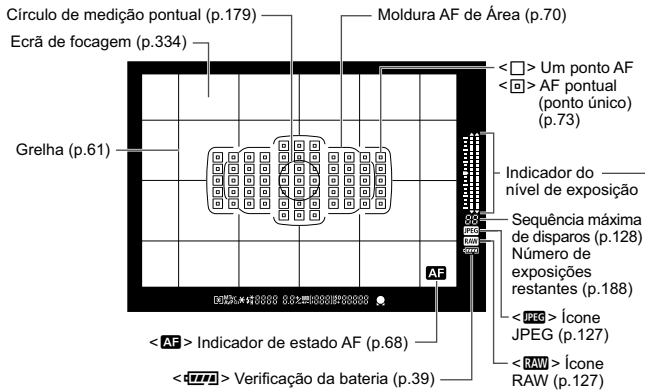 Círculo de medição pontual (p.179)
Moldura AF de Área (p.70)
Ecrã de focagem (p.334)
< > Um ponto AF
< > AF pontual
(ponto único)
(p.73)
Grelha (p.61)
Indicador do
nível de exposição
Sequência máxima
de disparos (p.128)
Número de
exposições
restantes (p.188)
JPEG
RAW
AF
<JPEG> Ícone
JPEG (p.127)
<AF> Indicador de estado AF (p.68)
<RAW> Ícone
RAW (p.127)
< > Verificação da bateria (p.39)